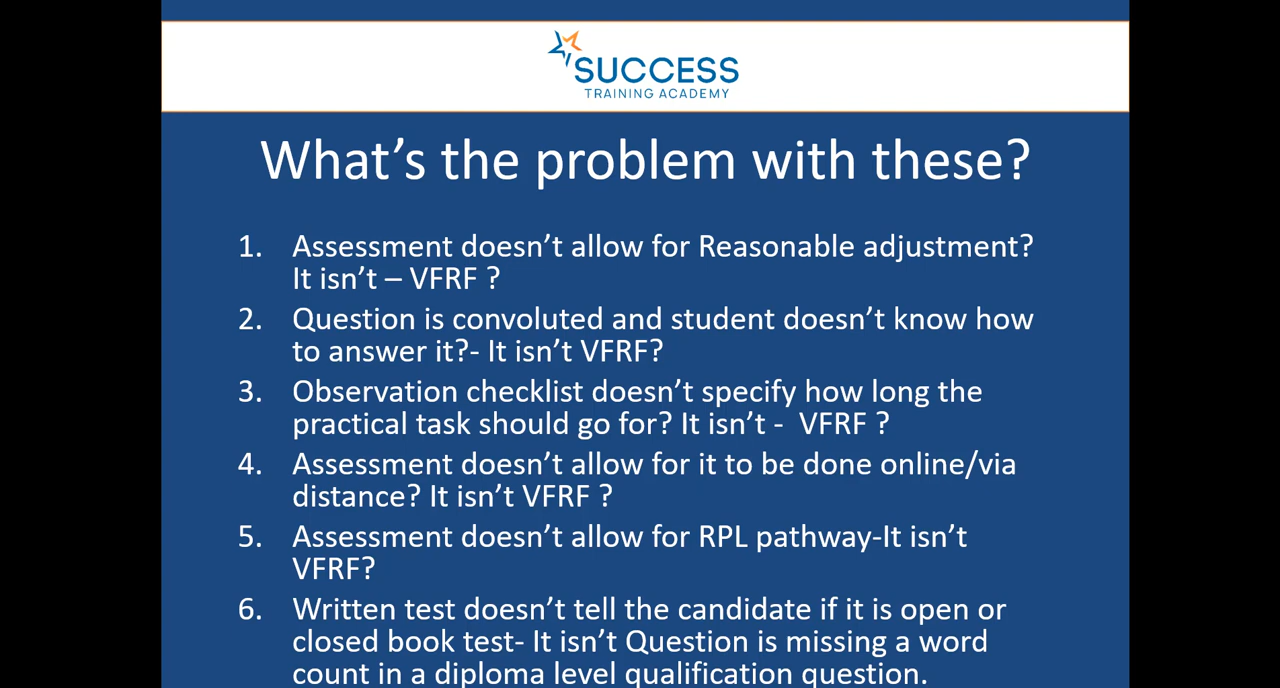 SUCCESS
TRAINING ACADEMY
What's the problem with these?
1. Assessment doesn't allow for Reasonable adjustment?
It isn't – VFRF ?
2. Question is convoluted and student doesn't know how
to answer it?- It isn't VFRF?
3. Observation checklist doesn't specify how long the
practical task should go for? It isn't -  VFRF ?
4. Assessment doesn't allow for it to be done online/via
distance? It isn't VFRF ?
5. Assessment doesn't allow for RPL pathway-It isn't
VFRF?
6. Written test doesn't tell the candidate if it is open or
closed book test- It isn't Question is missing a word
count in a diploma level qualification question.